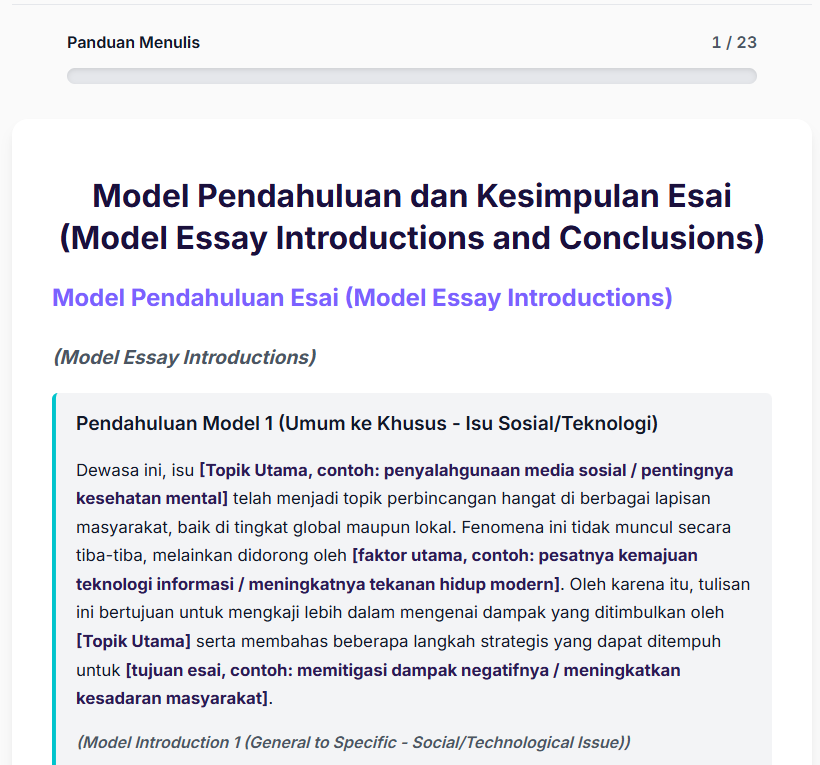 Panduan Menulis
1 / 23
Model Pendahuluan dan Kesimpulan Esai
(Model Essay Introductions and Conclusions)
Model Pendahuluan Esai (Model Essay Introductions)
(Model Essay Introductions)
Pendahuluan Model 1 (Umum ke Khusus - Isu Sosial/Teknologi)
Dewasa ini, isu [Topik Utama, contoh: penyalahgunaan media sosial / pentingnya
kesehatan mental] telah menjadi topik perbincangan hangat di berbagai lapisan
masyarakat, baik di tingkat global maupun lokal. Fenomena ini tidak muncul secara
tiba-tiba, melainkan didorong oleh [faktor utama, contoh: pesatnya kemajuan
teknologi informasi / meningkatnya tekanan hidup modern]. Oleh karena itu, tulisan
ini bertujuan untuk mengkaji lebih dalam mengenai dampak yang ditimbulkan oleh
[Topik Utama] serta membahas beberapa langkah strategis yang dapat ditempuh
untuk [tujuan esai, contoh: memitigasi dampak negatifnya / meningkatkan
kesadaran masyarakat].
(Model Introduction 1 (General to Specific - Social/Technological Issue))